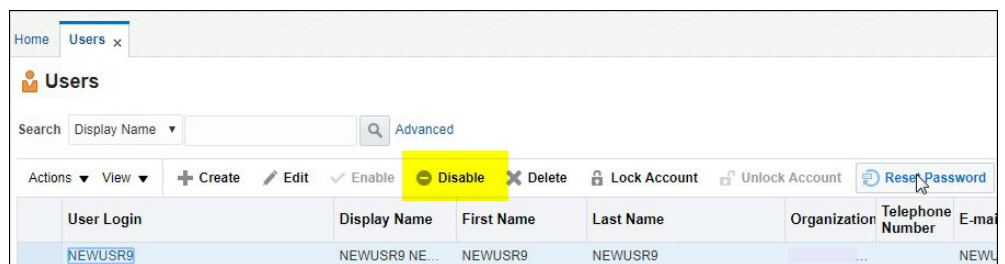 Home Users x
Users
Search Display Name Advanced
Actions View Create Edit Enable Disable Delete Lock Account Unlock Account Reset Password
User Login Display Name First Name Last Name Organization Telephone Number E-mai
NEWUSR9 NEWUSR9 NE... NEWUSR9 NEWUSR9 ... NEWU